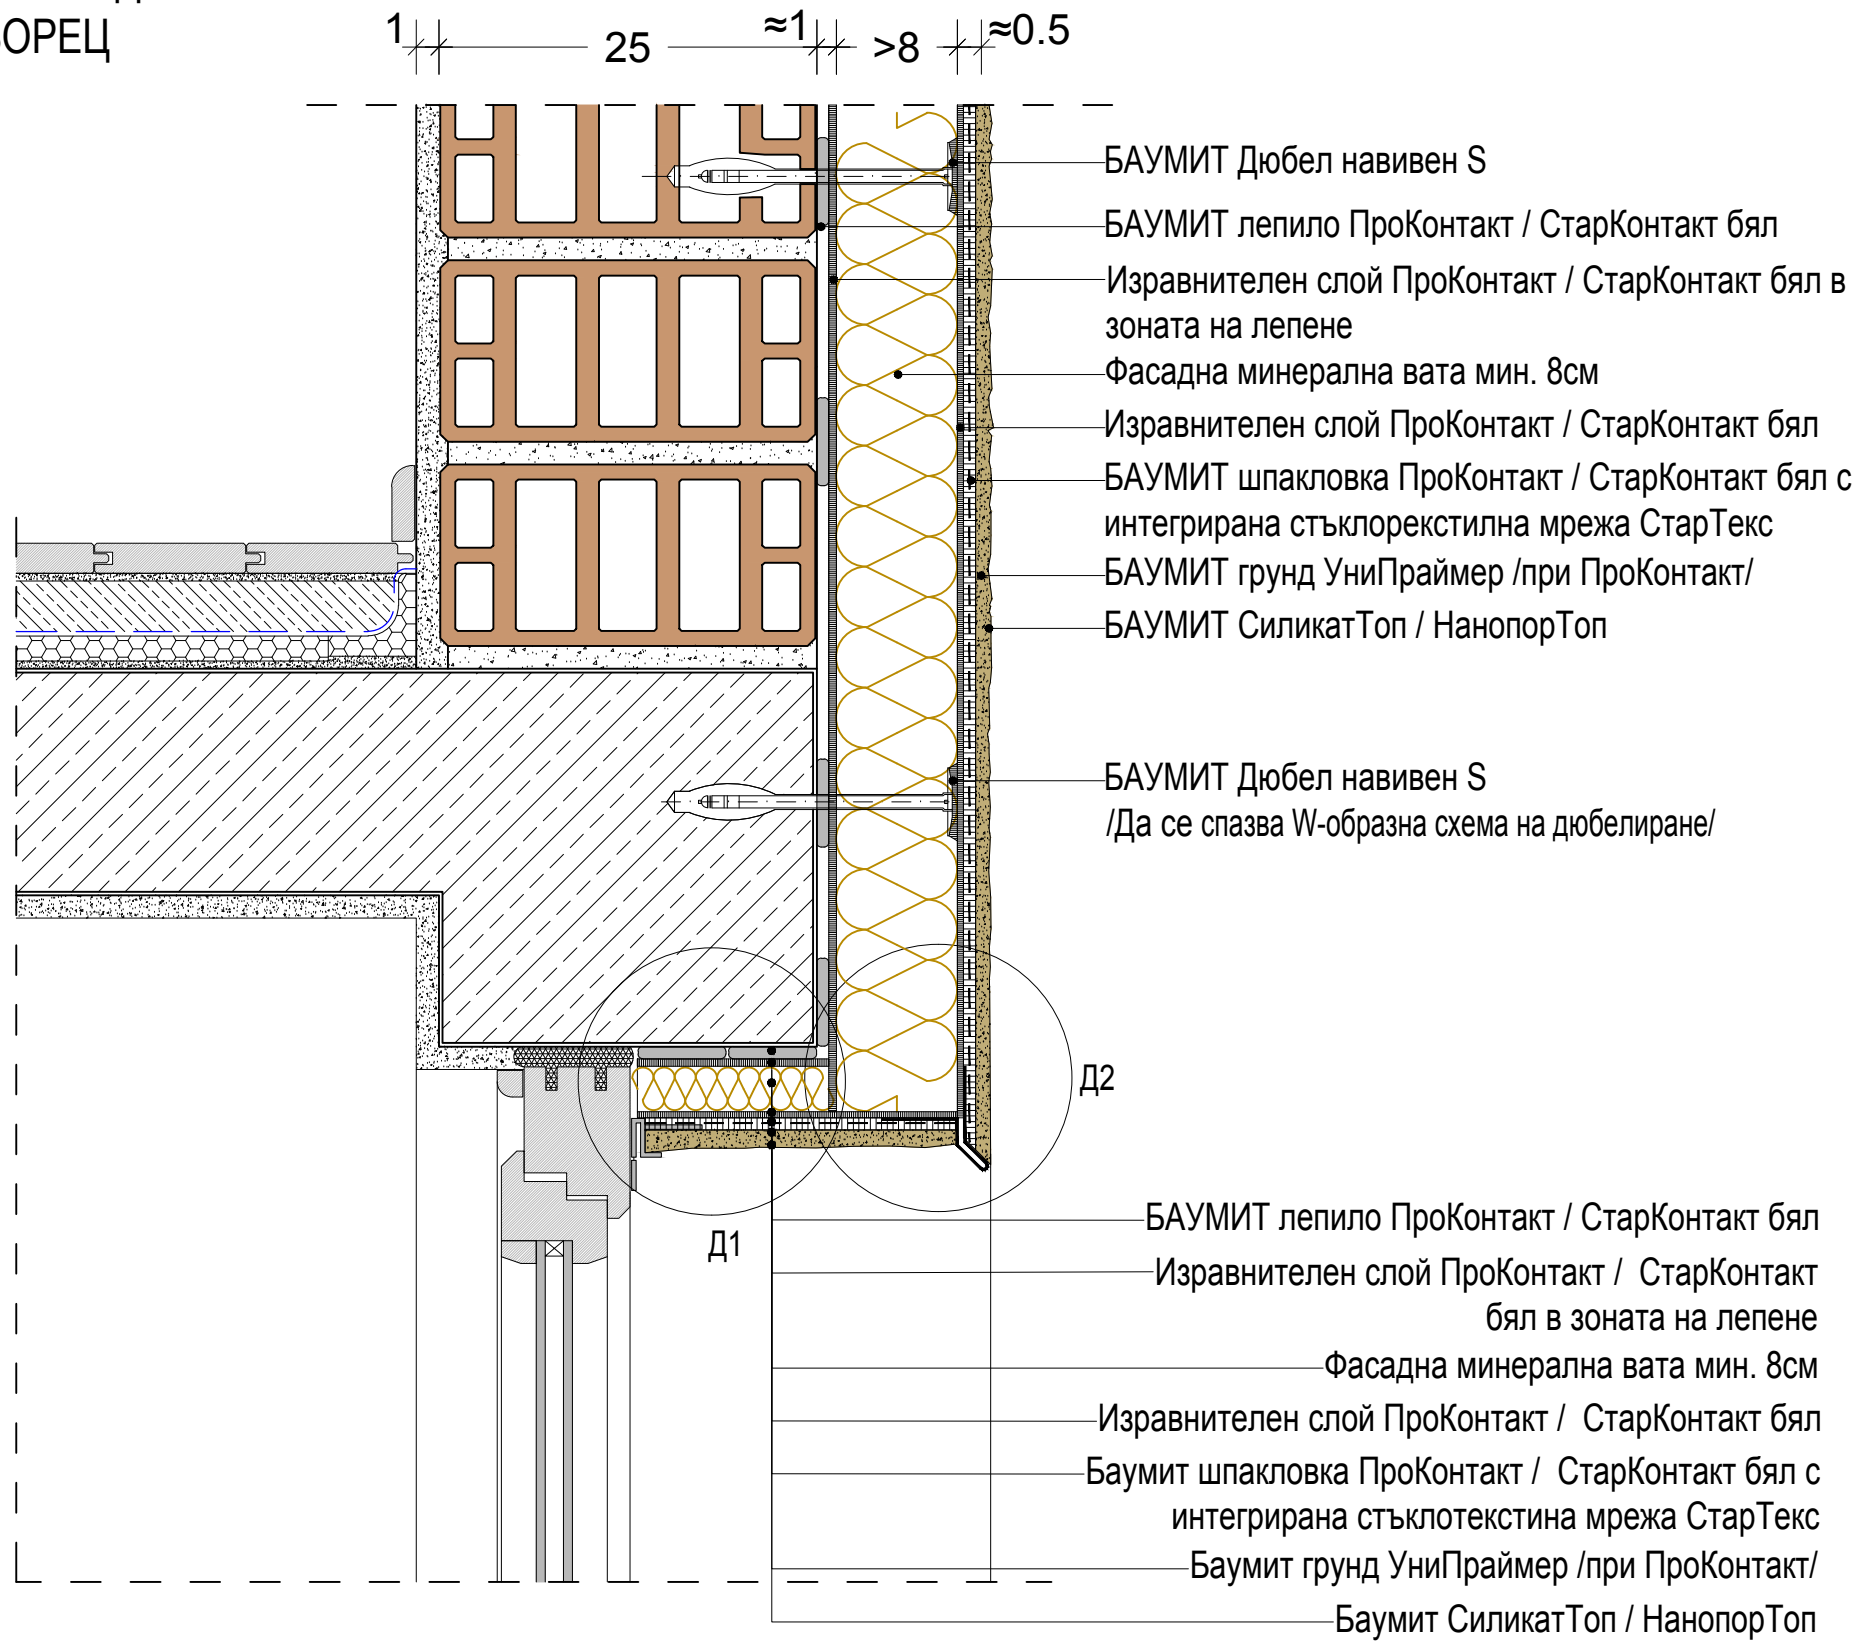 ОРЕЦ
1
25
≈1
>8
≈0.5
БАУМИТ Дюбел навивен S
БАУМИТ лепило ПроКонтакт / СтарКонтакт бял
Изравнителен слой ПроКонтакт / СтарКонтакт бял в
зоната на лепене
Фасадна минерална вата мин. 8см
Изравнителен слой ПроКонтакт / СтарКонтакт бял
БАУМИТ шпакловка ПроКонтакт / СтарКонтакт бял с
интегрирана стъклорекстилна мрежа СтарТекс
БАУМИТ грунд УниПраймер /при ПроКонтакт/
БАУМИТ СиликатТоп / НанопорТоп
БАУМИТ Дюбел навивен S
/Да се спазва W-образна схема на дюбелиране/
Д2
Д1
БАУМИТ лепило ПроКонтакт / СтарКонтакт бял
Изравнителен слой ПроКонтакт / СтарКонтакт
бял в зоната на лепене
Фасадна минерална вата мин. 8см
Изравнителен слой ПроКонтакт / СтарКонтакт бял
Баумит шпакловка ПроКонтакт / СтарКонтакт бял с
интегрирана стъклотекстина мрежа СтарТекс
Баумит грунд УниПраймер /при ПроКонтакт/
Баумит СиликатТоп / НанопорТоп